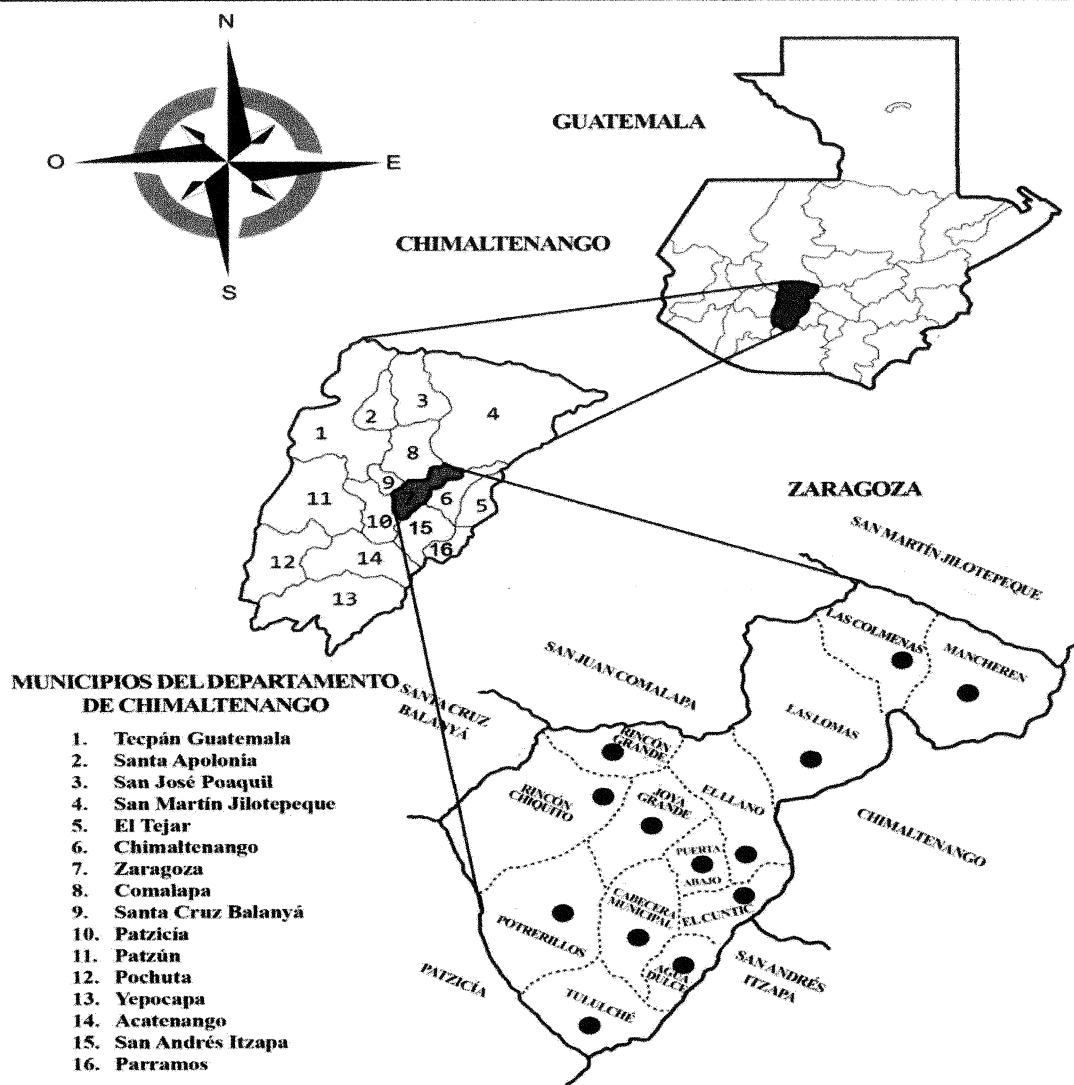 N
O
E
S
GUATEMALA
CHIMALTENANGO
1
2
3
4
8
9
7
6
5
11
10
15
16
12
14
13
ZARAGOZA
SAN MARTÍN JILOTEPEQUE
LAS COLMENAS
MANCHEREN
SAN JUAN COMALAPA
SANTA CRUZ
BALANYÁ
LAS LOMAS
RINCÓN
GRANDE
RINCÓN
CHIQUITO
JOYA
GRANDE
EL LLANO
CHIMALTENANGO
PUERTA
ABAJO
CABECERA
MUNICIPAL
EL CUNTIC
POTRERILLOS
AGUA
DULCE
SAN ANDRÉS
ITZAPA
PATZICÍA
TULULCHÉ
MUNICIPIOS DEL DEPARTAMENTO
DE CHIMALTENANGO
1. Tecpán Guatemala
2. Santa Apolonia
3. San José Poaquil
4. San Martín Jilotepeque
5. El Tejar
6. Chimaltenango
7. Zaragoza
8. Comalapa
9. Santa Cruz Balanyá
10. Patzicía
11. Patzún
12. Pochuta
13. Yepocapa
14. Acatenango
15. San Andrés Itzapa
16. Parramos